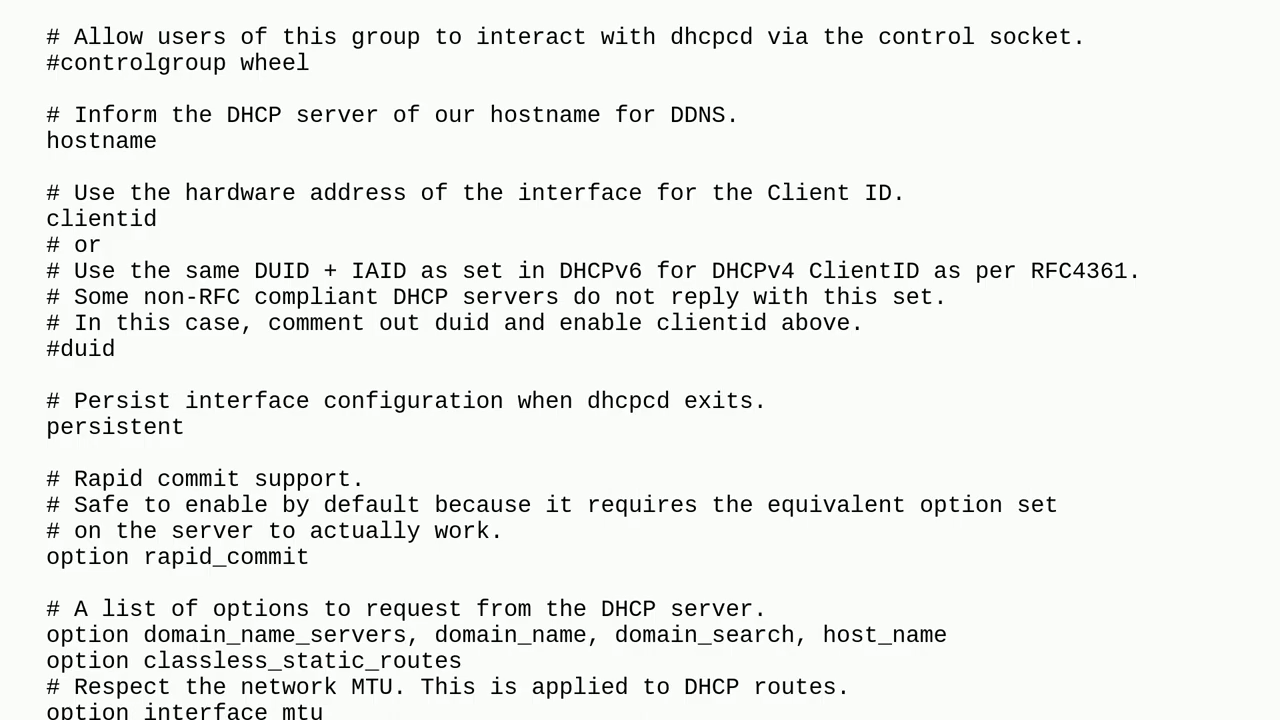 # Allow users of this group to interact with dhcpcd via the control socket.
#controlgroup wheel

# Inform the DHCP server of our hostname for DDNS.
hostname

# Use the hardware address of the interface for the Client ID.
clientid
# or
# Use the same DUID + IAID as set in DHCPv6 for DHCPv4 ClientID as per RFC4361.
# Some non-RFC compliant DHCP servers do not reply with this set.
# In this case, comment out duid and enable clientid above.
#duid

# Persist interface configuration when dhcpcd exits.
persistent

# Rapid commit support.
# Safe to enable by default because it requires the equivalent option set
# on the server to actually work.
option rapid_commit

# A list of options to request from the DHCP server.
option domain_name_servers, domain_name, domain_search, host_name
option classless_static_routes
# Respect the network MTU. This is applied to DHCP routes.
option interface_mtu